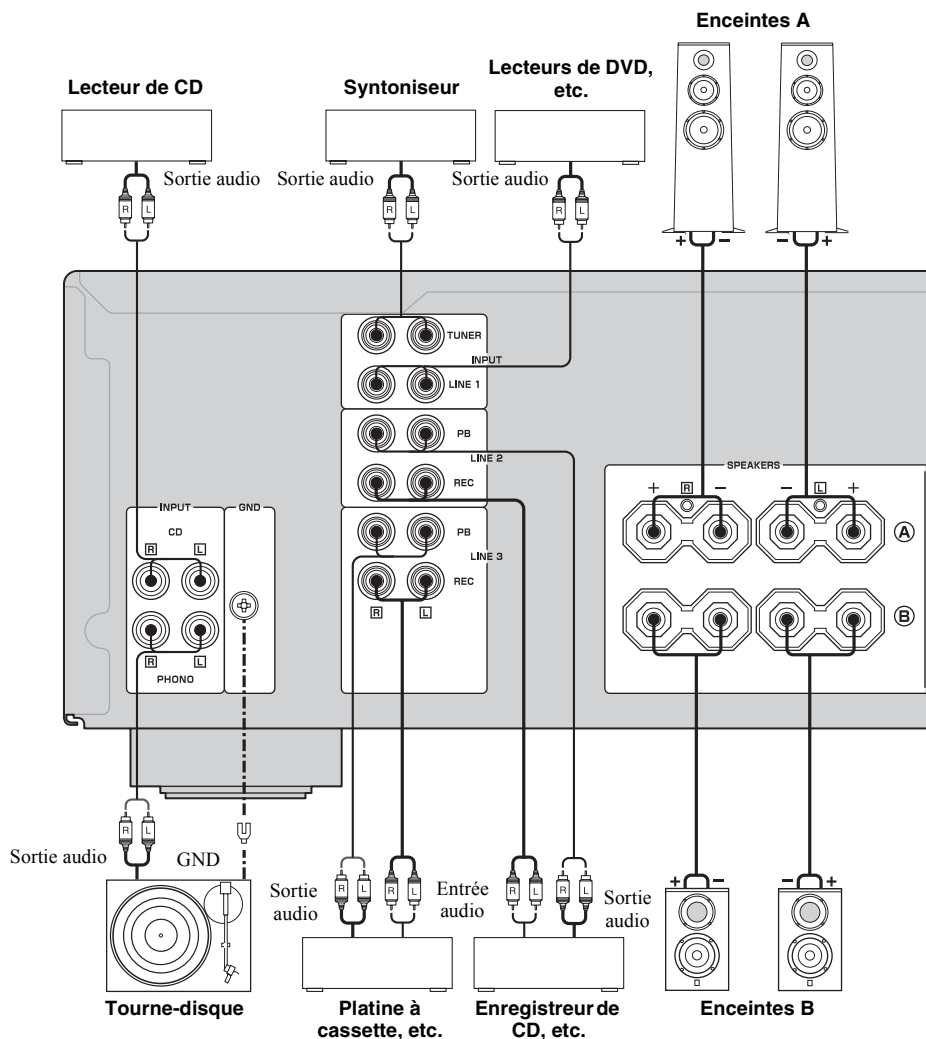 Enceintes A
Lecteur de CD
Syntoniseur
Lecteurs de DVD,
etc.
Sortie audio
Sortie audio
Sortie audio
R L
R L
R L
+ − − +
TUNER
INPUT
LINE 1
PB
LINE 2
REC
PB
LINE 3
REC
R L
SPEAKERS
+ R − − L +
A
B
INPUT
GND
CD
R L
R L
PHONO
Sortie audio
R L
GND
Sortie
audio
R L
R L
Entrée
audio
R L
R L
Sortie
audio
+ − − +
Tourne-disque
Platine à
cassette, etc.
Enregistreur de
CD, etc.
Enceintes B